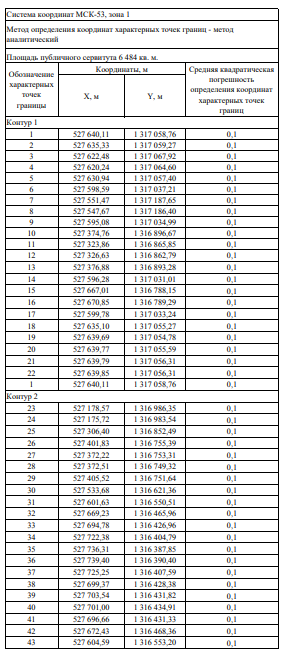 Система координат МСК-53, зона 1
Метод определения координат характерных точек границ - метод
аналитический
Площадь публичного сервитута 6 484 кв. м.
Обозначение
характерных
точек
границы
Координаты, м
X, м
Y, м
Средняя квадратическая
погрешность
определения координат
характерных точек
границ
Контур 1
1 527 640,11 1 317 058,76 0,1
2 527 635,33 1 317 059,27 0,1
3 527 622,48 1 317 067,92 0,1
4 527 620,24 1 317 064,60 0,1
5 527 630,94 1 317 057,40 0,1
6 527 598,59 1 317 037,21 0,1
7 527 551,47 1 317 187,65 0,1
8 527 547,67 1 317 186,40 0,1
9 527 595,08 1 317 034,99 0,1
10 527 374,76 1 316 896,67 0,1
11 527 323,86 1 316 865,85 0,1
12 527 326,63 1 316 862,79 0,1
13 527 376,88 1 316 893,28 0,1
14 527 596,28 1 317 031,01 0,1
15 527 667,01 1 316 788,15 0,1
16 527 670,85 1 316 789,29 0,1
17 527 599,78 1 317 033,24 0,1
18 527 635,10 1 317 055,27 0,1
19 527 639,69 1 317 054,78 0,1
20 527 639,77 1 317 055,59 0,1
21 527 639,79 1 317 056,31 0,1
22 527 639,85 1 317 056,31 0,1
1 527 640,11 1 317 058,76 0,1
Контур 2
23 527 178,57 1 316 986,35 0,1
24 527 175,72 1 316 983,54 0,1
25 527 306,40 1 316 852,49 0,1
26 527 401,83 1 316 755,39 0,1
27 527 372,22 1 316 753,31 0,1
28 527 372,51 1 316 749,32 0,1
29 527 405,52 1 316 751,64 0,1
30 527 533,68 1 316 621,36 0,1
31 527 601,63 1 316 550,51 0,1
32 527 669,23 1 316 465,96 0,1
33 527 694,78 1 316 426,96 0,1
34 527 722,38 1 316 404,79 0,1
35 527 736,31 1 316 387,85 0,1
36 527 739,40 1 316 390,40 0,1
37 527 725,25 1 316 407,59 0,1
38 527 699,37 1 316 428,38 0,1
39 527 703,54 1 316 431,82 0,1
40 527 701,00 1 316 434,91 0,1
41 527 696,66 1 316 431,33 0,1
42 527 672,43 1 316 468,36 0,1
43 527 604,59 1 316 553,20 0,1